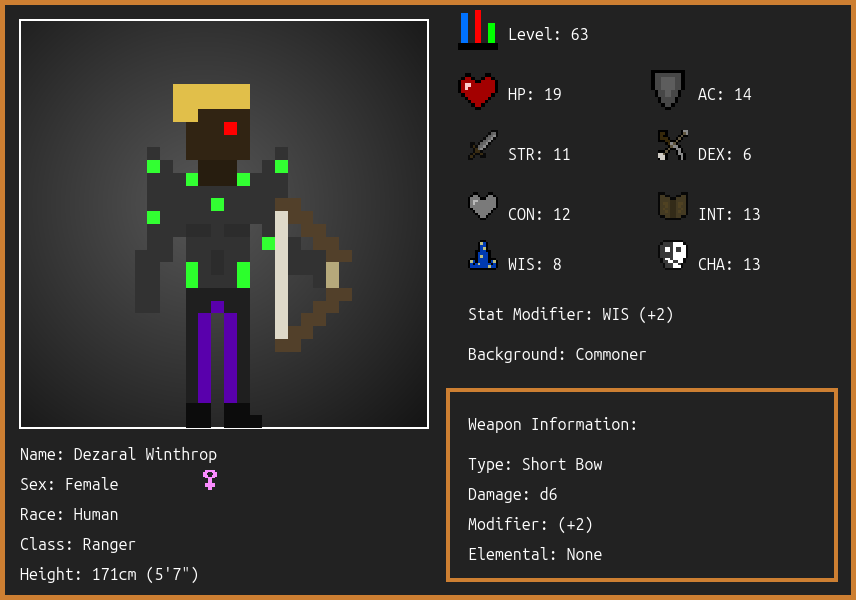 Level: 63
HP: 19
AC: 14
STR: 11
DEX: 6
CON: 12
INT: 13
WIS: 8
CHA: 13
Stat Modifier: WIS (+2)
Background: Commoner
Weapon Information:
Type: Short Bow
Damage: d6
Modifier: (+2)
Elemental: None
Name: Dezaral Winthrop
Sex: Female
Race: Human
Class: Ranger
Height: 171cm (5'7")